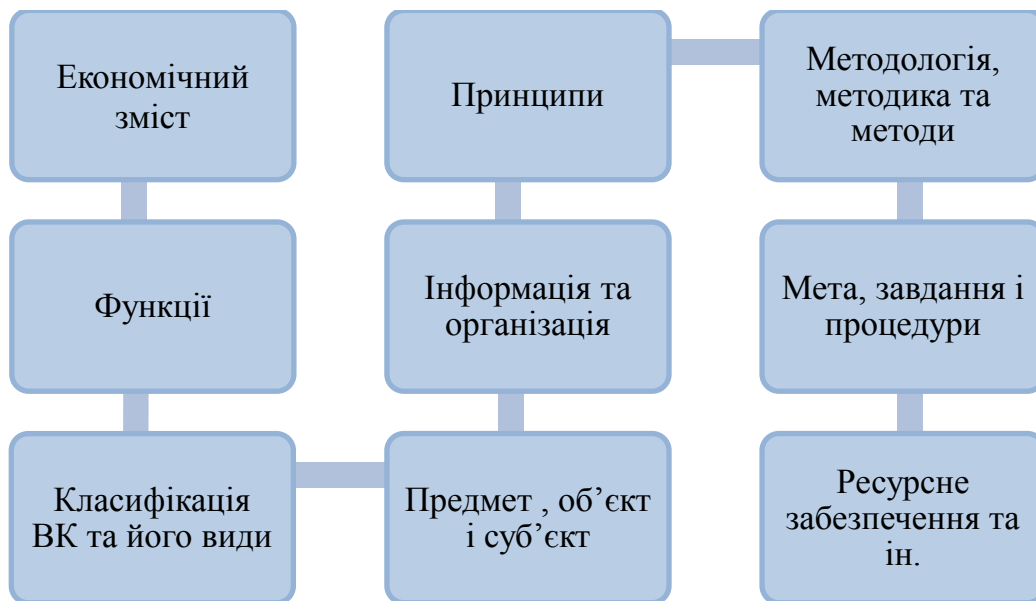 Економічний
зміст
Функції
Класифікація
ВК та його види
Предмет , об’єкт
і суб’єкт
Інформація та
організація
Принципи
Методологія,
методика та
методи
Мета, завдання і
процедури
Ресурсне
забезпечення та
ін.